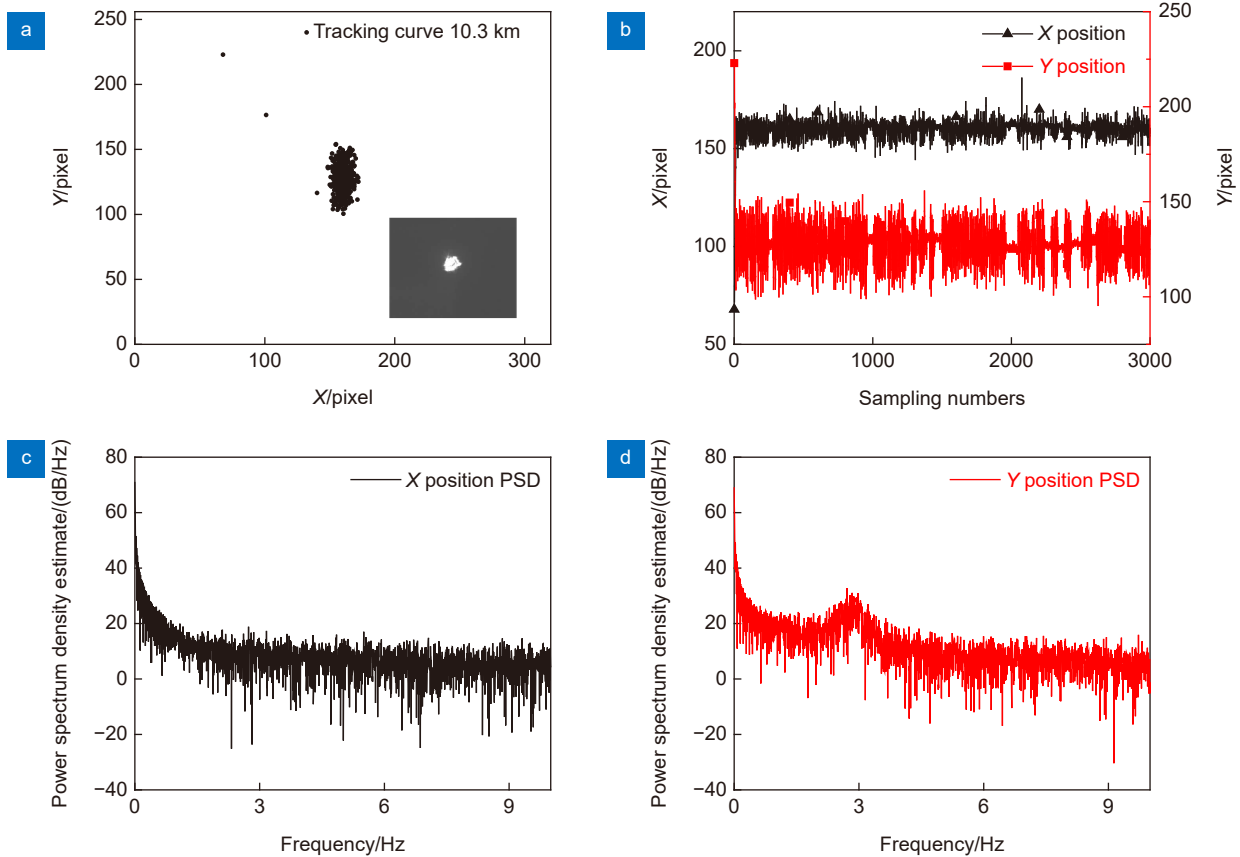 a
Tracking curve 10.3 km
250
200
150
100
50
0
0
100
200
300
Y/pixel
X/pixel
b
X position
Y position
200
150
100
50
250
200
150
100
0
1000
2000
3000
X/pixel
Y/pixel
Sampling numbers
c
X position PSD
80
60
40
20
0
−20
−40
0
3
6
9
Power spectrum density estimate/(dB/Hz)
Frequency/Hz
d
Y position PSD
80
60
40
20
0
−20
−40
0
3
6
9
Power spectrum density estimate/(dB/Hz)
Frequency/Hz